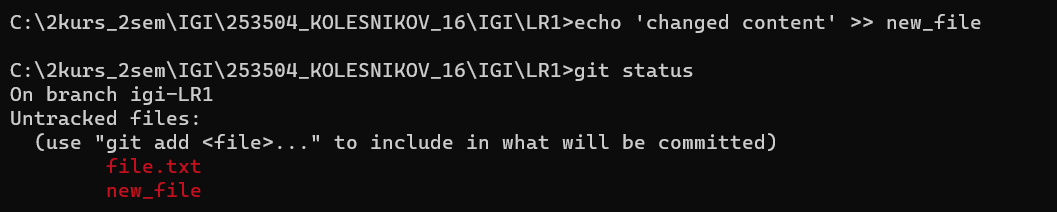 C:\2kurs_2sem\IGI\253504_KOLESNIKOV_16\IGI\LR1>echo 'changed content' >> new_file
C:\2kurs_2sem\IGI\253504_KOLESNIKOV_16\IGI\LR1>git status
On branch igi-LR1
Untracked files:
  (use "git add <file>..." to include in what will be committed)
        file.txt
        new_file